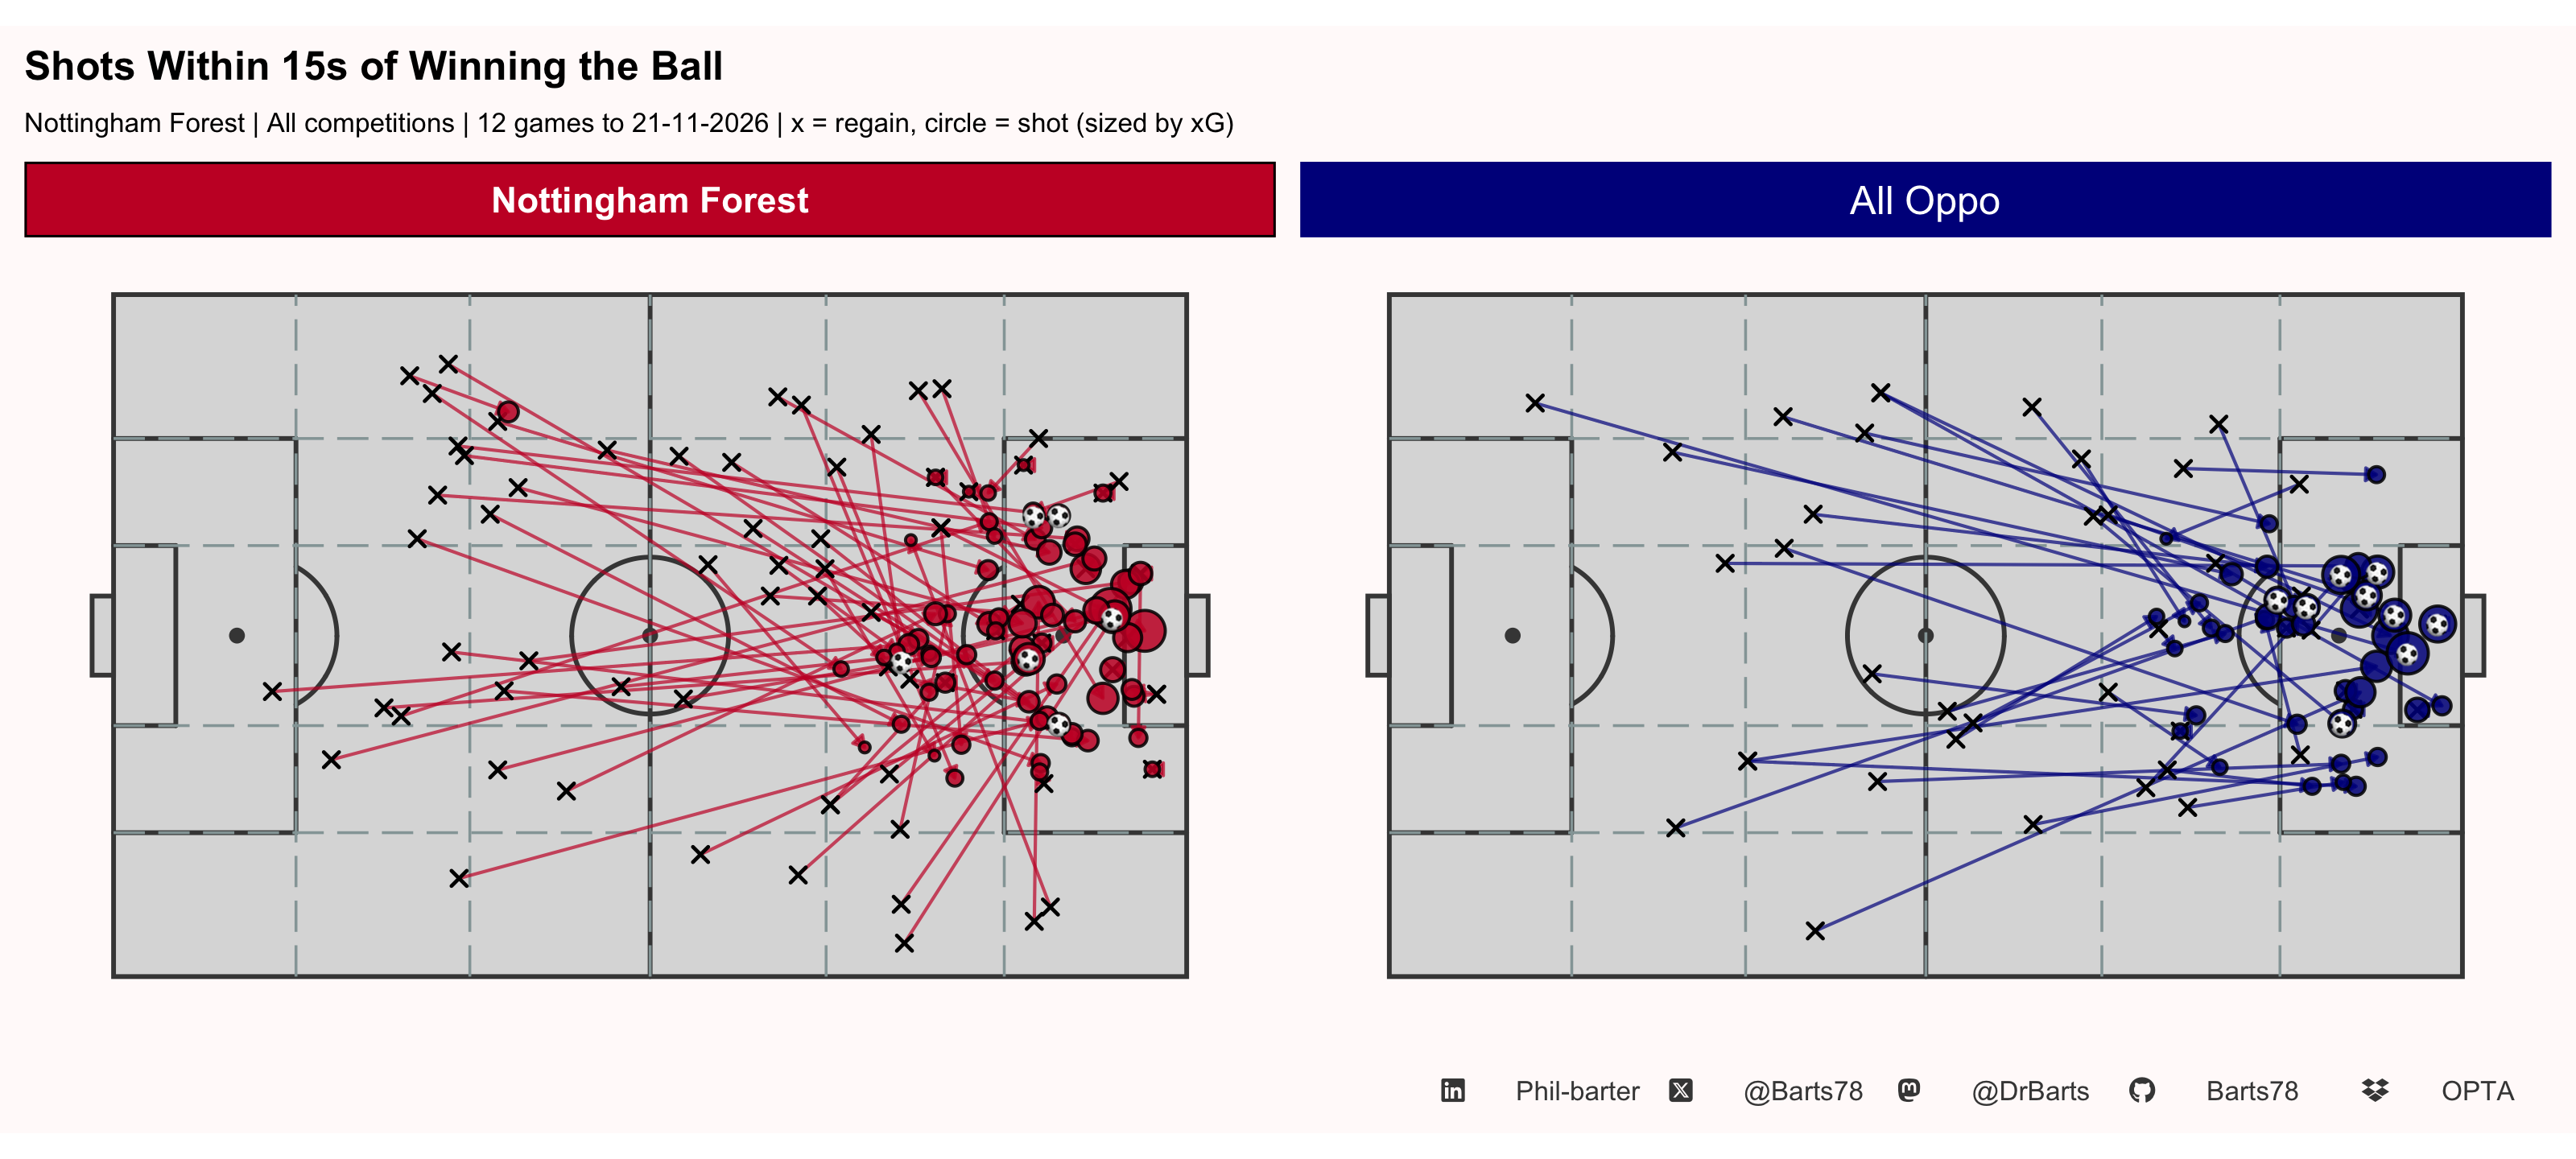 Shots Within 15s of Winning the Ball
Nottingham Forest | All competitions | 12 games to 21-11-2026 | x = regain, circle = shot (sized by xG)
Nottingham Forest
All Oppo
Phil-barter @Barts78 @DrBarts Barts78 OPTA